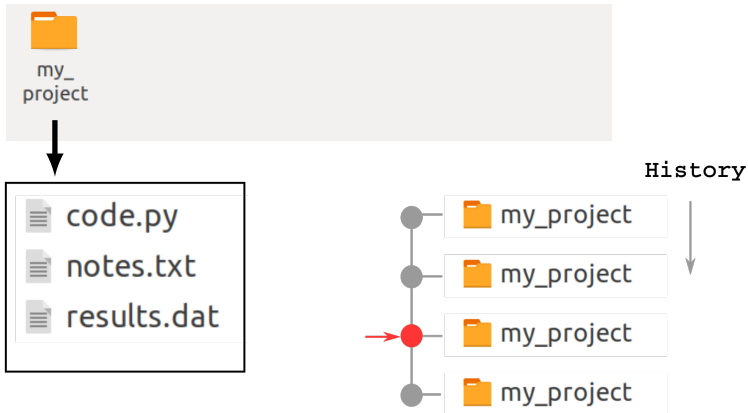 my_
project
code.py
notes.txt
results.dat
History
my_project
my_project
my_project
my_project